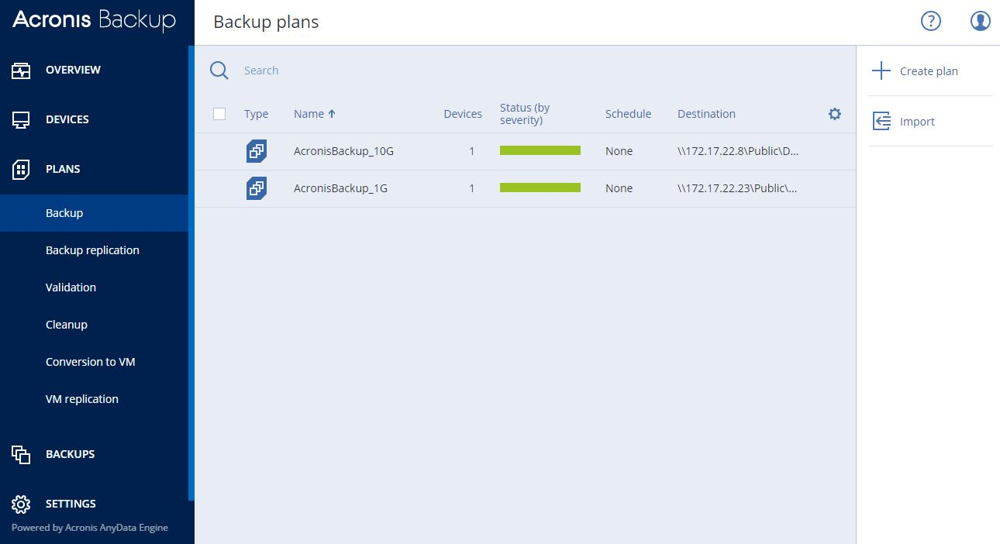 Acronis Backup
Backup plans
?
OVERVIEW
DEVICES
PLANS
Backup
Backup replication
Validation
Cleanup
Conversion to VM
VM replication
BACKUPS
SETTINGS
Powered by Acronis AnyData Engine
Search
Type Name Devices Status (by severity) Schedule Destination
AcronisBackup_10G 1 None \\172.17.22.8\Public\D...
AcronisBackup_1G 1 None \\172.17.22.23\Public\...
Create plan
Import